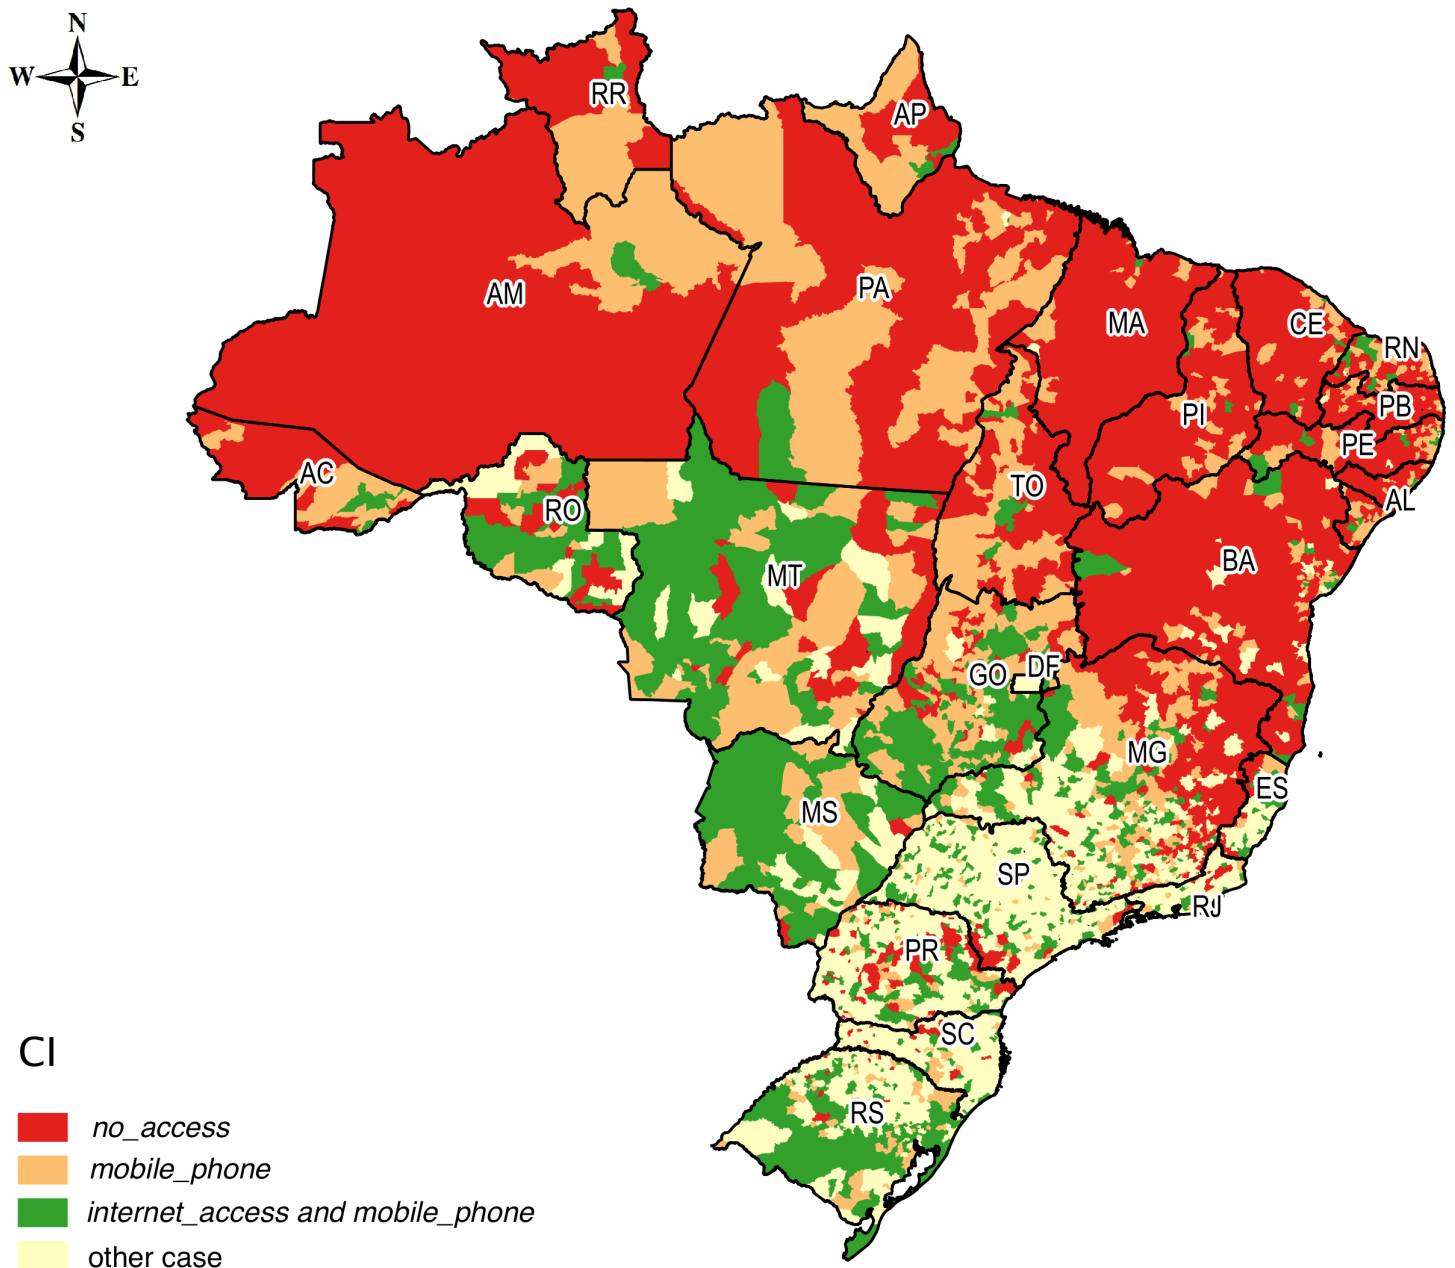 N
W E
S
RR
AP
AM
PA
MA
CE
RN
PI
PB
PE
AC
TO
AL
RO
BA
MT
GO DF
MG
ES
MS
SP
RJ
PR
SC
RS
CI
no_access
mobile_phone
internet_access and mobile_phone
other case